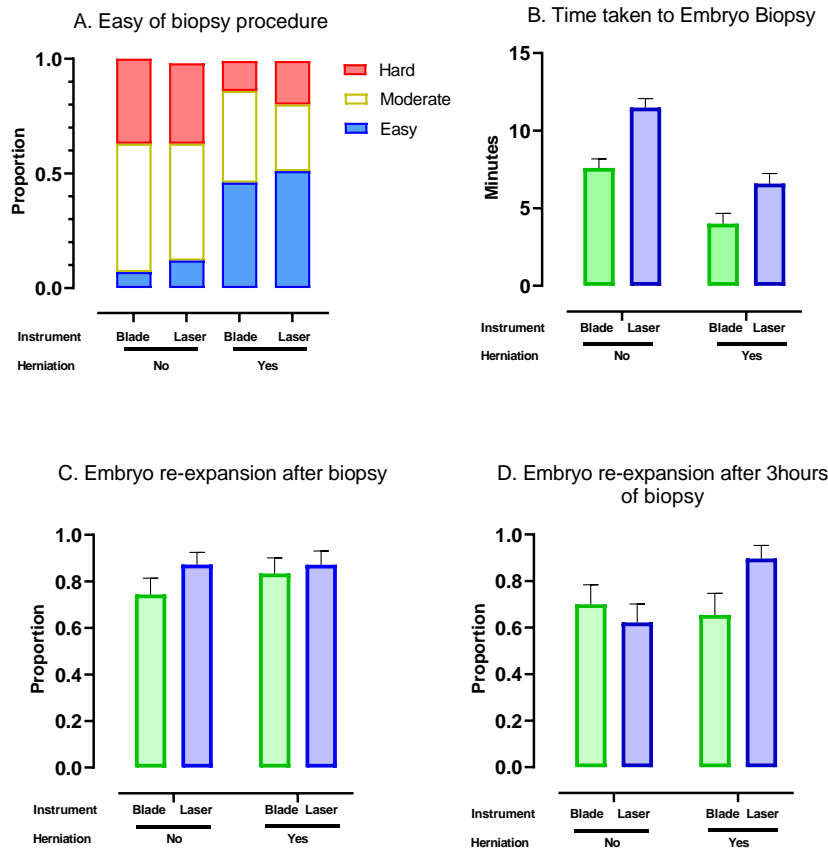 A. Easy of biopsy procedure
1.0
0.5
0.0
Proportion
Hard
Moderate
Easy
Instrument Blade Laser Blade Laser
Herniation No Yes
B. Time taken to Embryo Biopsy
15
10
5
0
Minutes
Instrument Blade Laser Blade Laser
Herniation No Yes
C. Embryo re-expansion after biopsy
1.0
0.8
0.6
0.4
0.2
0.0
Proportion
Instrument Blade Laser Blade Laser
Herniation No Yes
D. Embryo re-expansion after 3hours
of biopsy
1.0
0.8
0.6
0.4
0.2
0.0
Proportion
Instrument Blade Laser Blade Laser
Herniation No Yes